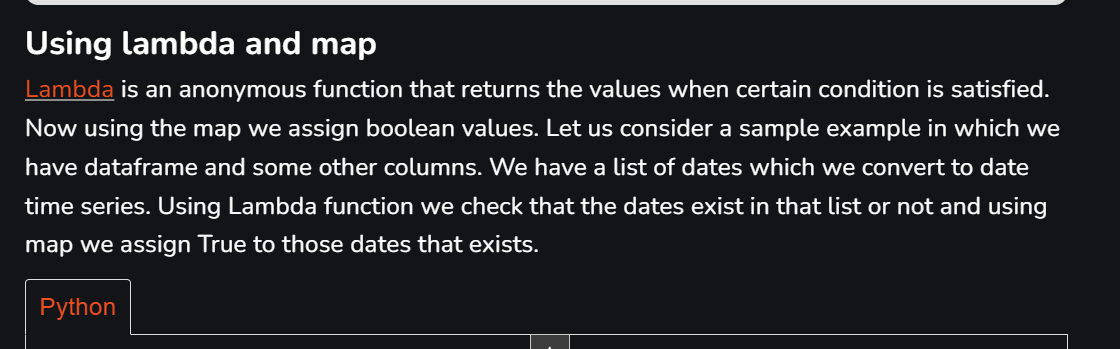 Using lambda and map
Lambda is an anonymous function that returns the values when certain condition is satisfied.
Now using the map we assign boolean values. Let us consider a sample example in which we
have dataframe and some other columns. We have a list of dates which we convert to date
time series. Using Lambda function we check that the dates exist in that list or not and using
map we assign True to those dates that exists.
Python